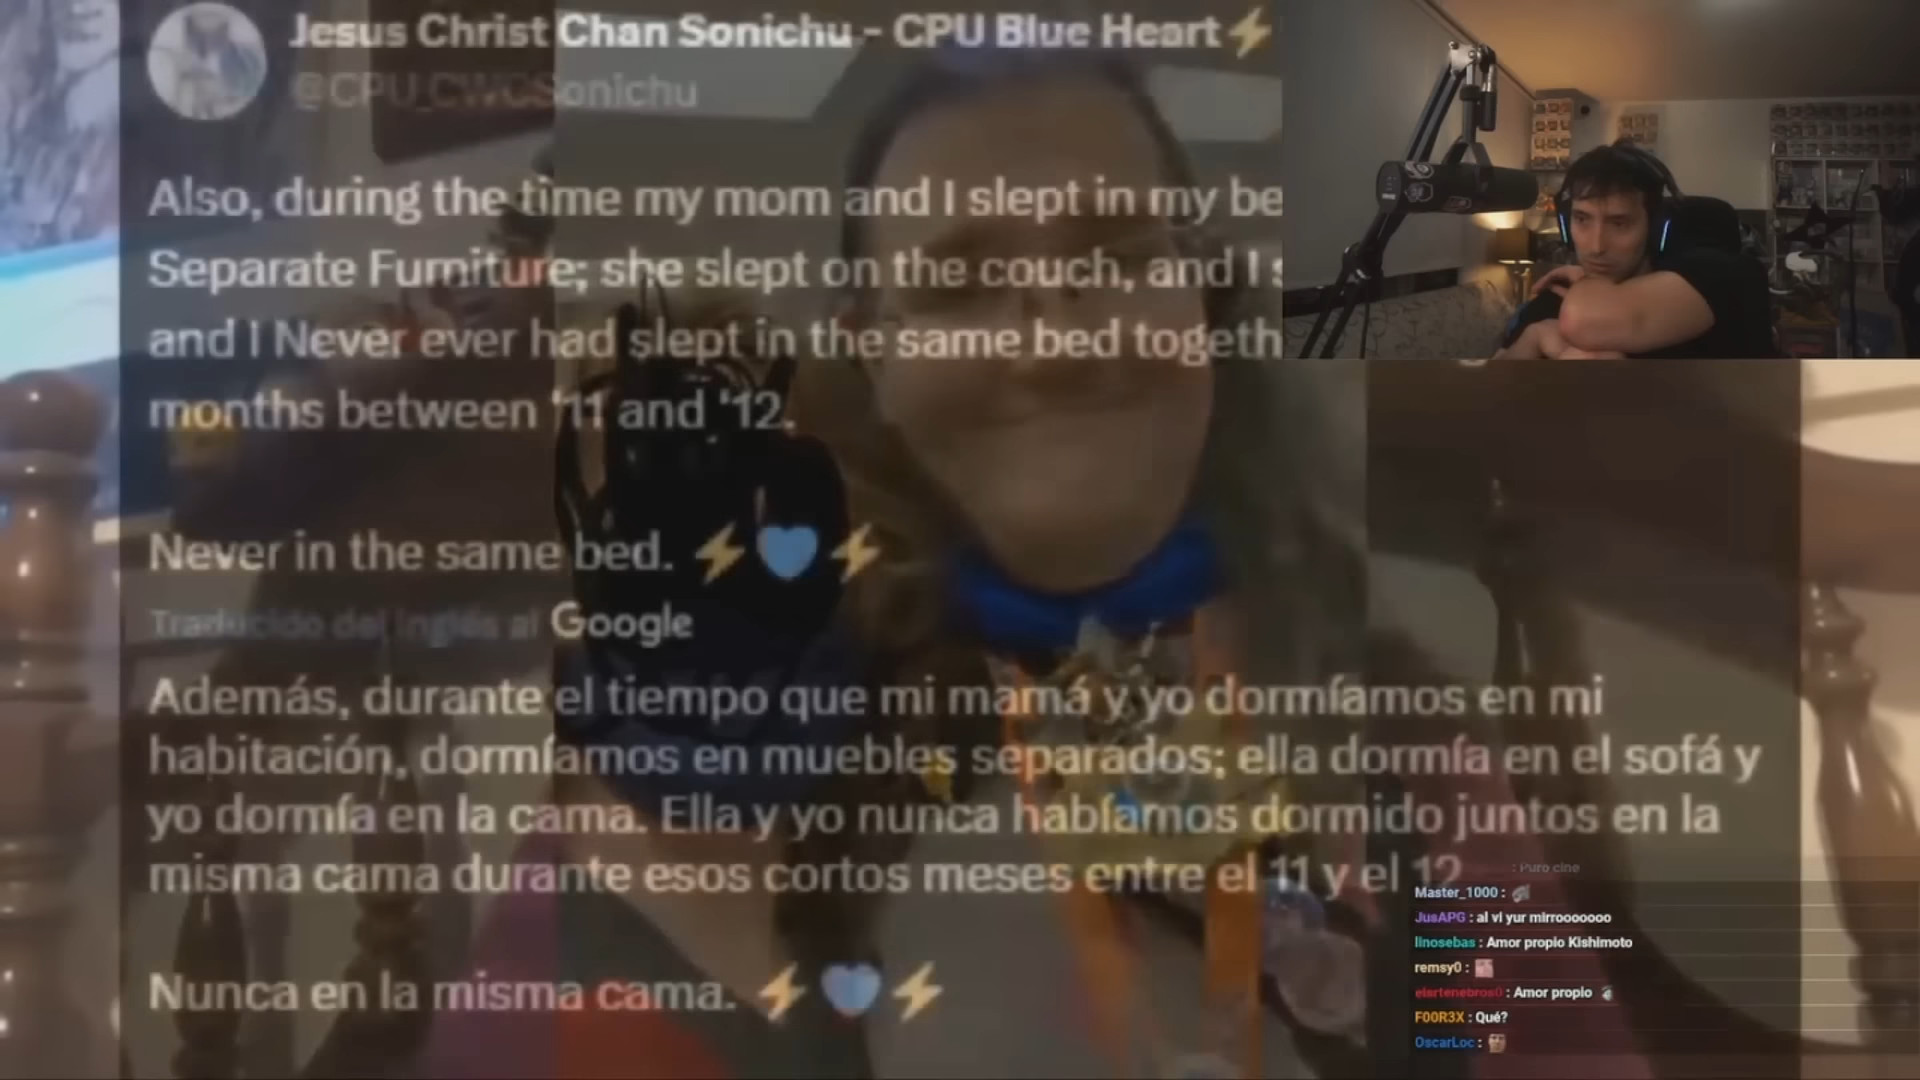 Jesus Christ Chan Sonichu - CPU Blue Heart⚡
@CPU_CWCSonichu
Also, during the time my mom and I slept in my be
Separate Furniture; she slept on the couch, and I s
and I Never ever had slept in the same bed togeth
months between '11 and '12.
Never in the same bed. ⚡💙⚡
Traducido del inglés al Google
Además, durante el tiempo que mi mamá y yo dormíamos en mi
habitación, dormíamos en muebles separados; ella dormía en el sofá y
yo dormía en la cama. Ella y yo nunca habíamos dormido juntos en la
misma cama durante esos cortos meses entre el 11 y el 12
Nunca en la misma cama. ⚡💙⚡
: Puro cine
Master_1000 :
JusAPG : al vi yur mirrooooooo
linosebas : Amor propio Kishimoto
remsy0 :
elsrtenebros0 : Amor propio
F00R3X : Qué?
OscarLoc :